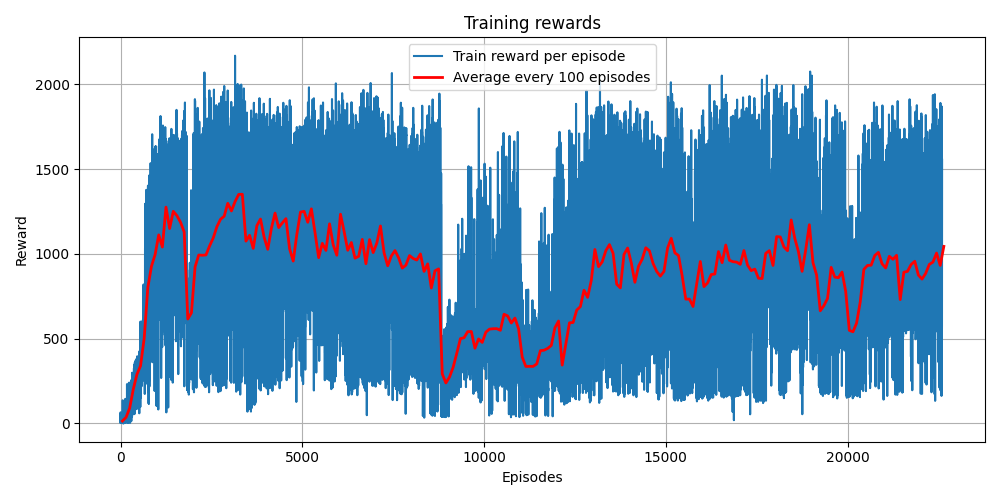 Training rewards
Train reward per episode
Average every 100 episodes
Reward
2000
1500
1000
500
0
0 5000 10000 15000 20000
Episodes